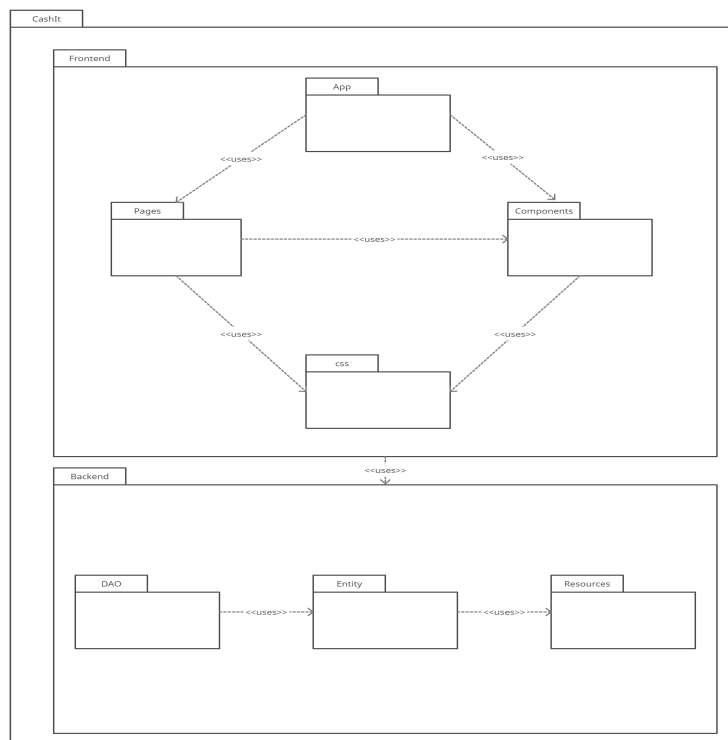 CashIt
Frontend
App
<<uses>>
<<uses>>
Pages
Components
<<uses>>
<<uses>>
<<uses>>
css
<<uses>>
Backend
DAO
Entity
Resources
<<uses>>
<<uses>>